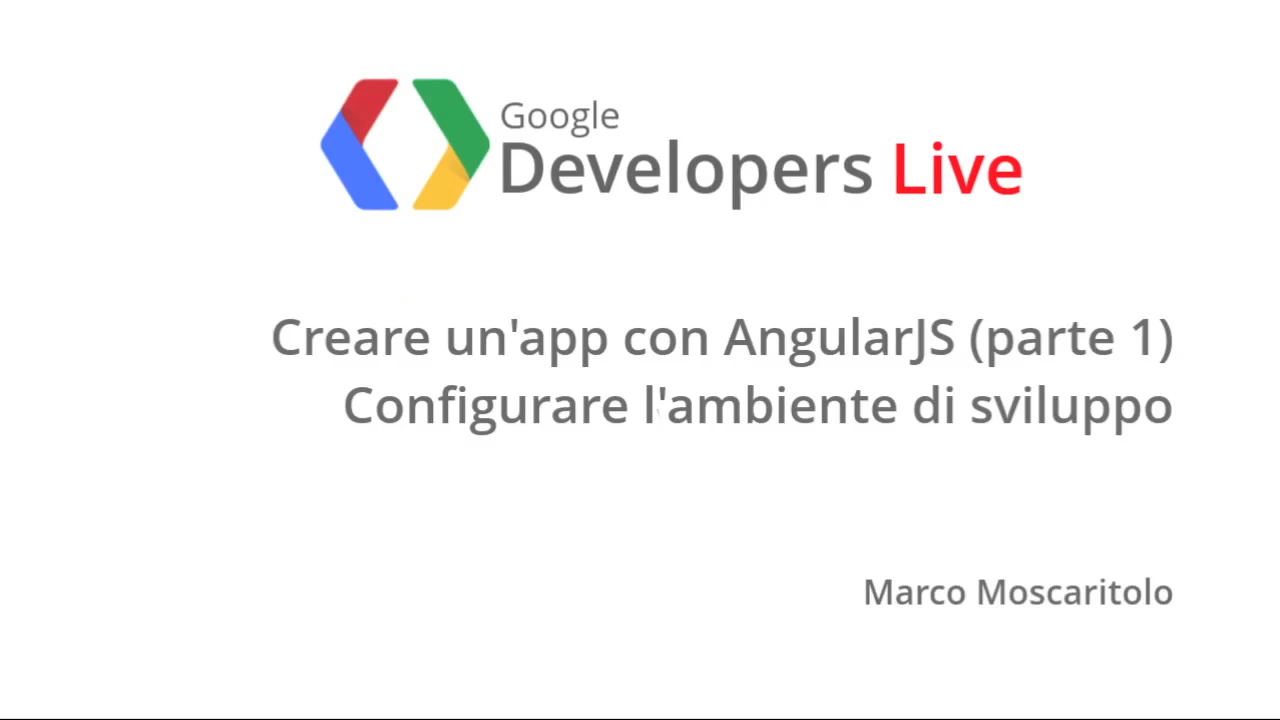 Google
Developers Live
Creare un'app con AngularJS (parte 1)
Configurare l'ambiente di sviluppo
Marco Moscaritolo